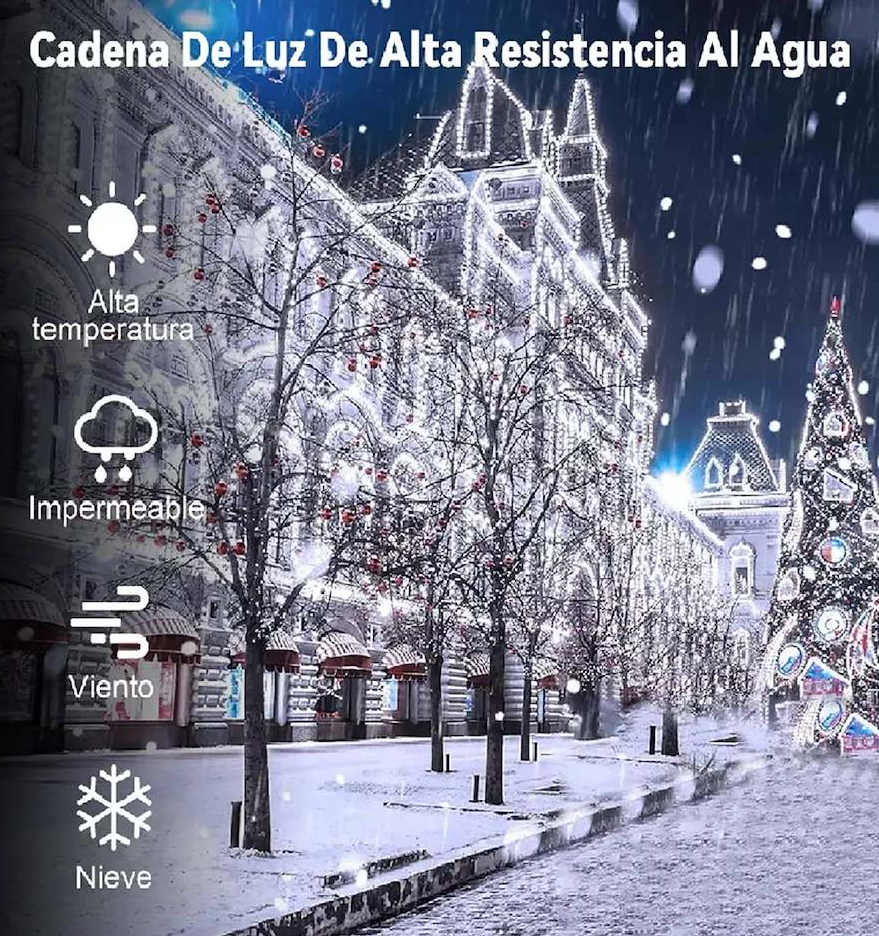 Cadena De Luz De Alta Resistencia Al Agua
Alta
temperatura
Impermeable
Viento
Nieve